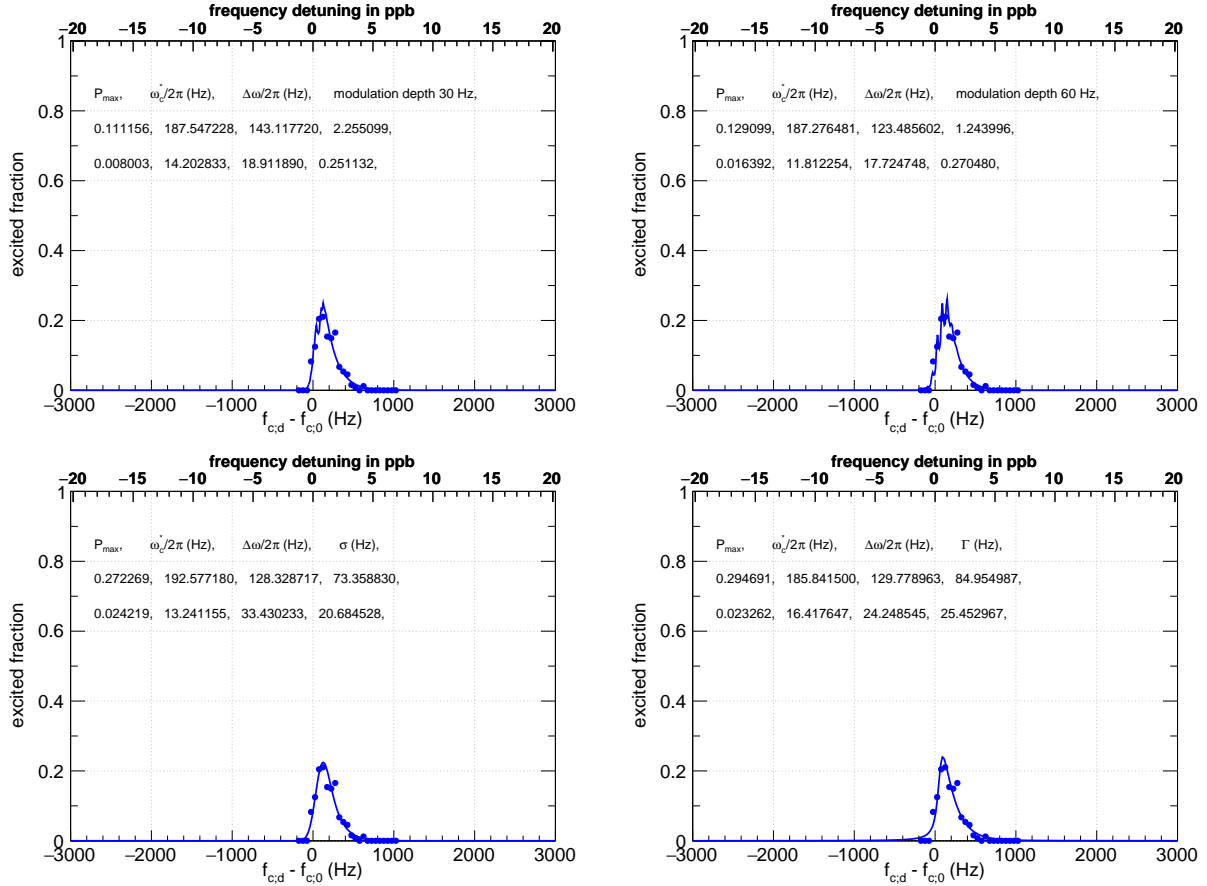 frequency detuning in ppb
−20 −15 −10 −5 0 5 10 15 20
P_max, ω_c^*/2π (Hz), Δω/2π (Hz), modulation depth 30 Hz,
0.111156, 187.547228, 143.117720, 2.255099,
0.008003, 14.202833, 18.911890, 0.251132,
excited fraction
1
0.8
0.6
0.4
0.2
0
−3000 −2000 −1000 0 1000 2000 3000
f_c;d - f_c;0 (Hz)
frequency detuning in ppb
−20 −15 −10 −5 0 5 10 15 20
P_max, ω_c^*/2π (Hz), Δω/2π (Hz), modulation depth 60 Hz,
0.129099, 187.276481, 123.485602, 1.243996,
0.016392, 11.812254, 17.724748, 0.270480,
excited fraction
1
0.8
0.6
0.4
0.2
0
−3000 −2000 −1000 0 1000 2000 3000
f_c;d - f_c;0 (Hz)
frequency detuning in ppb
−20 −15 −10 −5 0 5 10 15 20
P_max, ω_c^*/2π (Hz), Δω/2π (Hz), σ (Hz),
0.272269, 192.577180, 128.328717, 73.358830,
0.024219, 13.241155, 33.430233, 20.684528,
excited fraction
1
0.8
0.6
0.4
0.2
0
−3000 −2000 −1000 0 1000 2000 3000
f_c;d - f_c;0 (Hz)
frequency detuning in ppb
−20 −15 −10 −5 0 5 10 15 20
P_max, ω_c^*/2π (Hz), Δω/2π (Hz), Γ (Hz),
0.294691, 185.841500, 129.778963, 84.954987,
0.023262, 16.417647, 24.248545, 25.452967,
excited fraction
1
0.8
0.6
0.4
0.2
0
−3000 −2000 −1000 0 1000 2000 3000
f_c;d - f_c;0 (Hz)